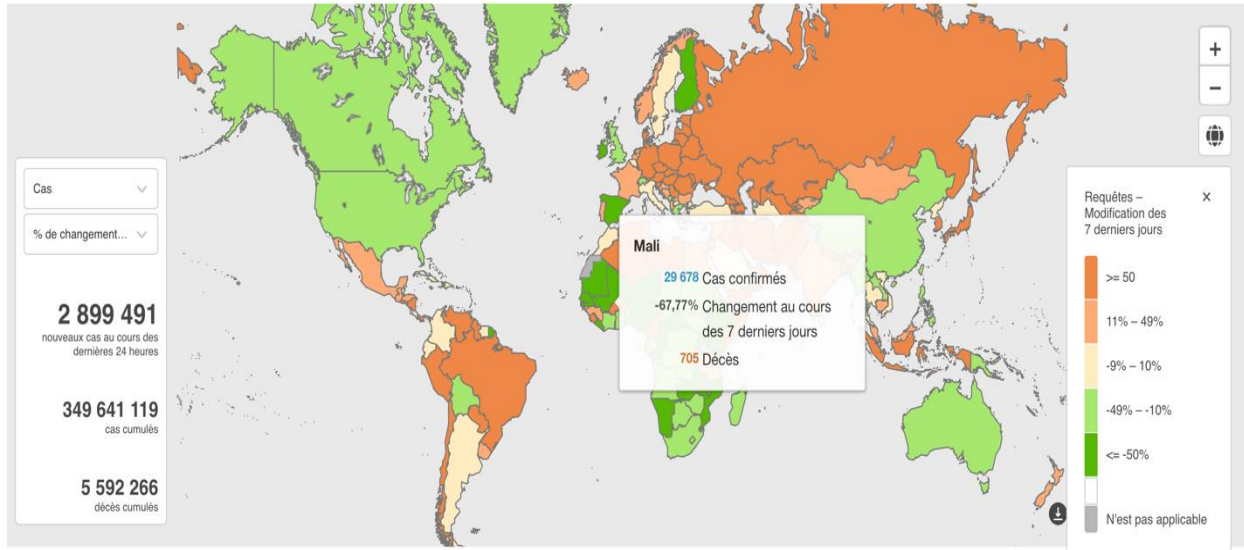 Cas
% de changement...
2 899 491
nouveaux cas au cours des
dernières 24 heures
349 641 119
cas cumulés
5 592 266
décès cumulés
Mali
29 678 Cas confirmés
-67,77% Changement au cours
des 7 derniers jours
705 Décès
+
−
Requêtes –
Modification des
7 derniers jours
x
>= 50
11% – 49%
-9% – 10%
-49% – -10%
<= -50%
N'est pas applicable